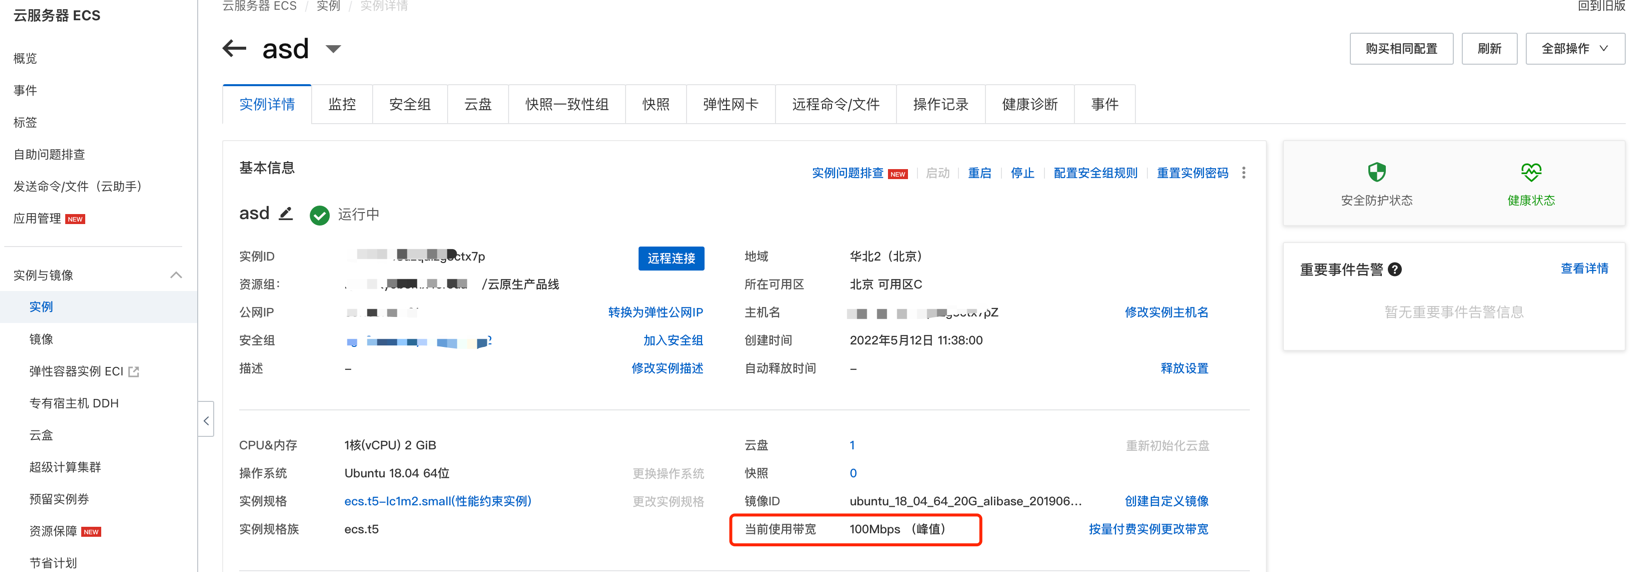 云服务器 ECS
概览
事件
标签
自助问题排查
发送命令/文件（云助手）
应用管理 NEW
实例与镜像
实例
镜像
弹性容器实例 ECI
专有宿主机 DDH
云盒
超级计算集群
预留实例券
资源保障 NEW
节省计划
云服务器 ECS / 实例 / 实例详情
回到旧版
asd
购买相同配置 刷新 全部操作
实例详情 监控 安全组 云盘 快照一致性组 快照 弹性网卡 远程命令/文件 操作记录 健康诊断 事件
基本信息
实例问题排查 NEW 启动 重启 停止 配置安全组规则 重置实例密码
asd 运行中
实例ID ctx7p 远程连接 地域 华北2（北京）
资源组： /云原生产品线 所在可用区 北京 可用区C
公网IP 转换为弹性公网IP 主机名 修改实例主机名
安全组 加入安全组 创建时间 2022年5月12日 11:38:00
描述 – 修改实例描述 自动释放时间 – 释放设置
CPU&内存 1核(vCPU) 2 GiB 云盘 1 重新初始化云盘
操作系统 Ubuntu 18.04 64位 更换操作系统 快照 0
实例规格 ecs.t5-lc1m2.small(性能约束实例) 更改实例规格 镜像ID ubuntu_18_04_64_20G_alibase_201906... 创建自定义镜像
实例规格族 ecs.t5 当前使用带宽 100Mbps （峰值） 按量付费实例更改带宽
安全防护状态 健康状态
重要事件告警 ? 查看详情
暂无重要事件告警信息